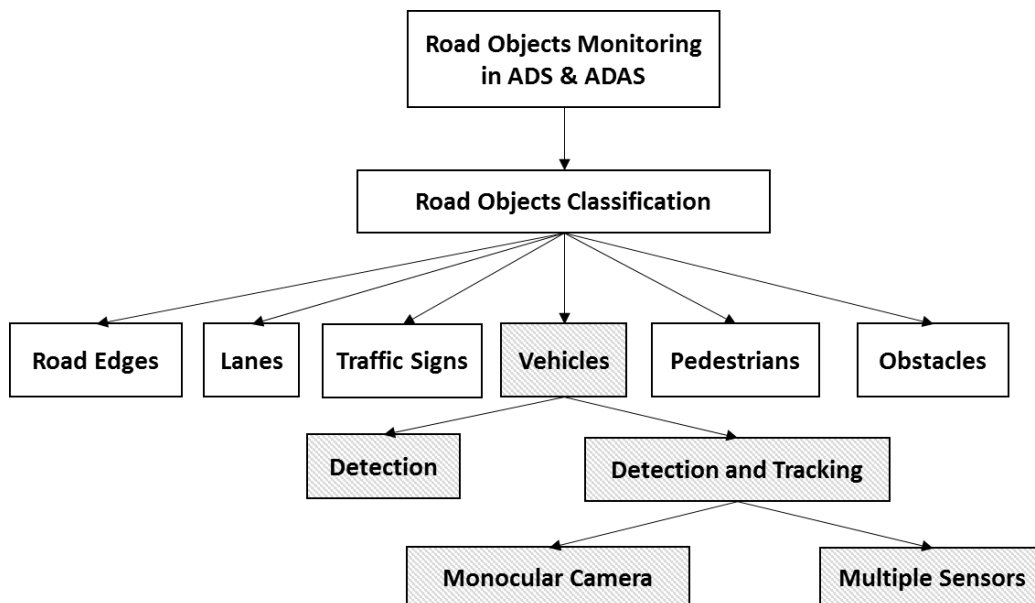 Road Objects Monitoring
in ADS & ADAS
Road Objects Classification
Road Edges
Lanes
Traffic Signs
Vehicles
Pedestrians
Obstacles
Detection
Detection and Tracking
Monocular Camera
Multiple Sensors